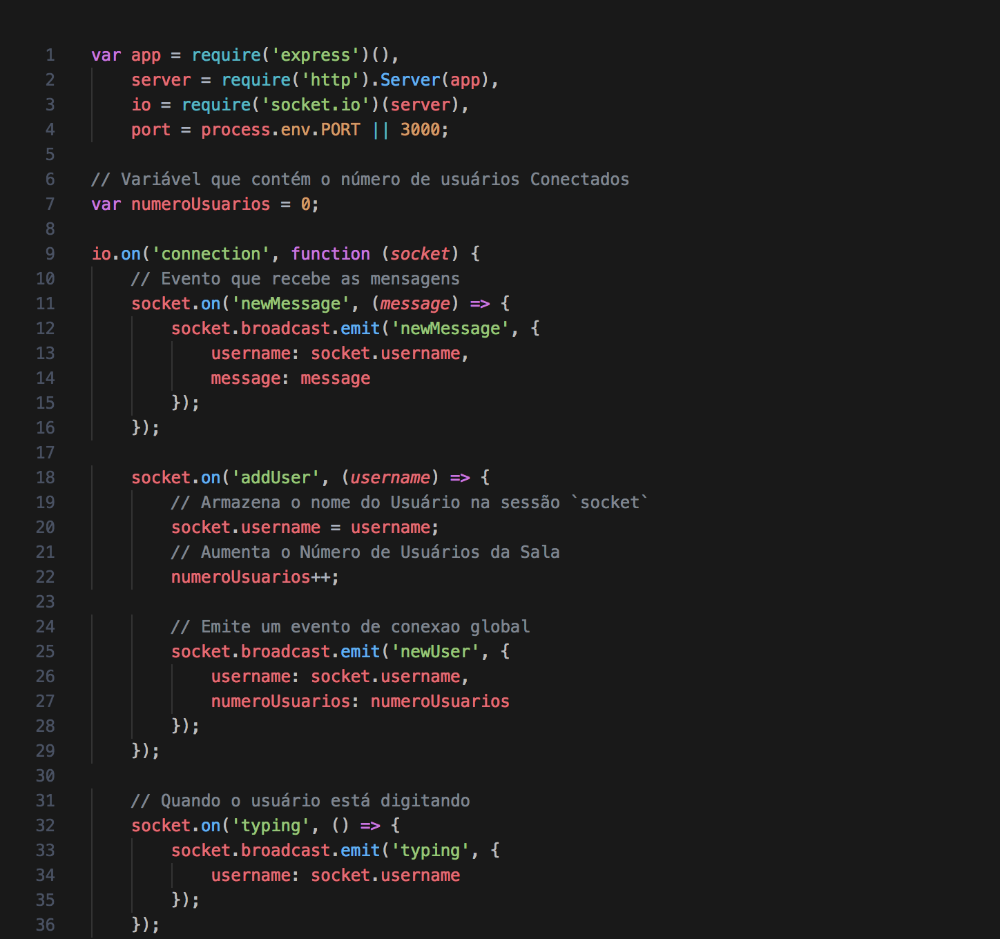 1 var app = require('express')(),
2 server = require('http').Server(app),
3 io = require('socket.io')(server),
4 port = process.env.PORT || 3000;
5
6 // Variável que contém o número de usuários Conectados
7 var numeroUsuarios = 0;
8
9 io.on('connection', function (socket) {
10 // Evento que recebe as mensagens
11 socket.on('newMessage', (message) => {
12 socket.broadcast.emit('newMessage', {
13 username: socket.username,
14 message: message
15 });
16 });
17
18 socket.on('addUser', (username) => {
19 // Armazena o nome do Usuário na sessão `socket`
20 socket.username = username;
21 // Aumenta o Número de Usuários da Sala
22 numeroUsuarios++;
23
24 // Emite um evento de conexao global
25 socket.broadcast.emit('newUser', {
26 username: socket.username,
27 numeroUsuarios: numeroUsuarios
28 });
29 });
30
31 // Quando o usuário está digitando
32 socket.on('typing', () => {
33 socket.broadcast.emit('typing', {
34 username: socket.username
35 });
36 });